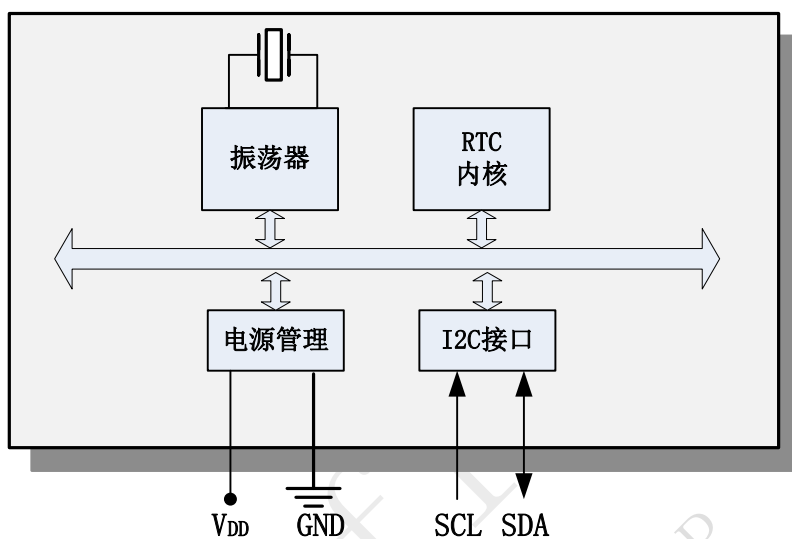 振荡器
RTC
内核
电源管理
I2C接口
VDD
GND
SCL
SDA